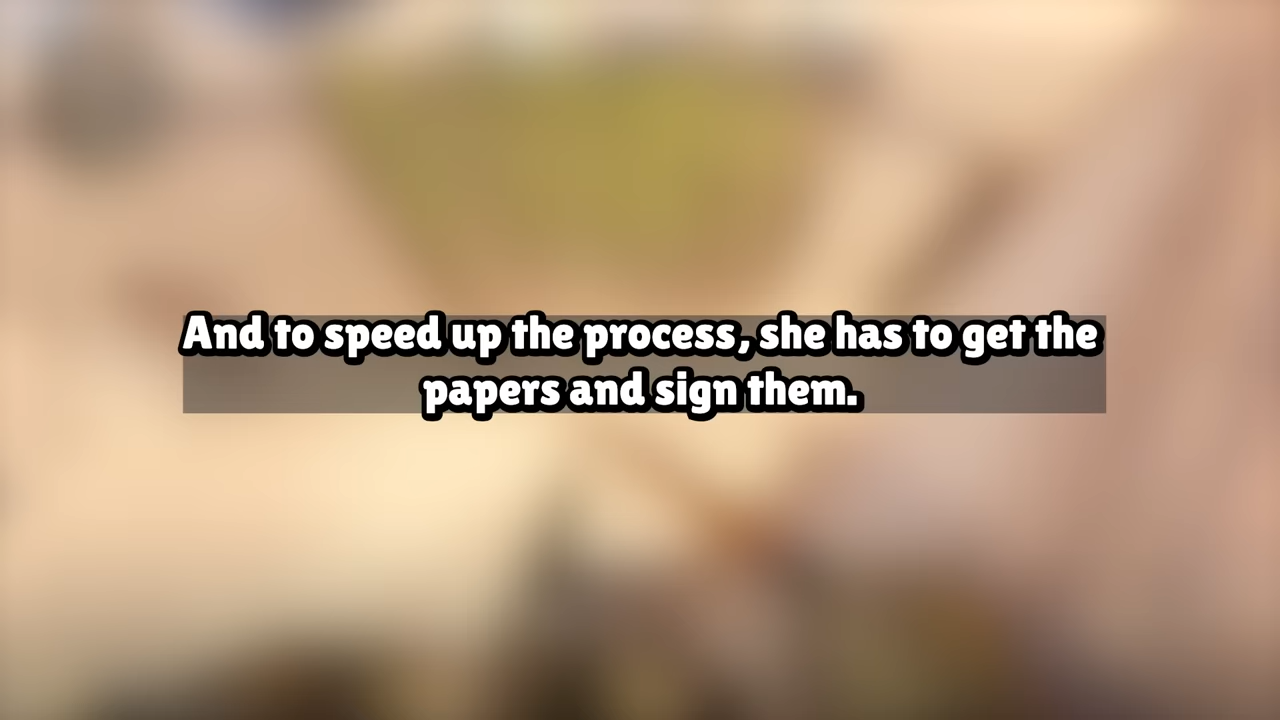 And to speed up the process, she has to get the
papers and sign them.